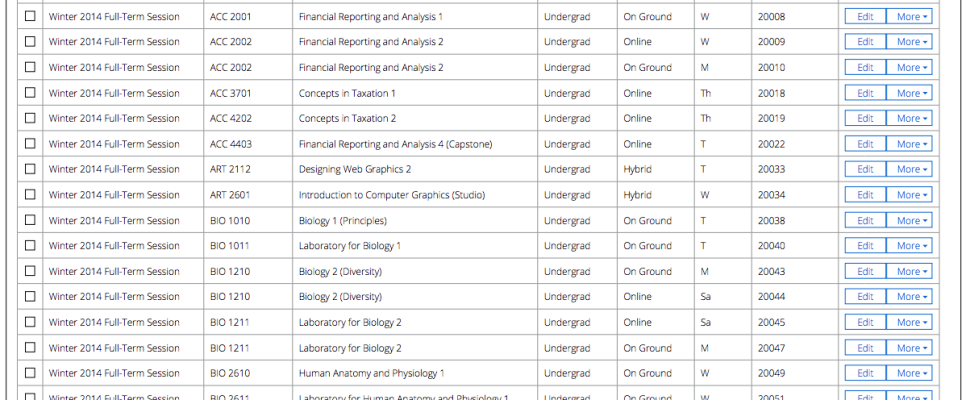 Winter 2014 Full-Term Session ACC 2001 Financial Reporting and Analysis 1 Undergrad On Ground W 20008 Edit More
Winter 2014 Full-Term Session ACC 2002 Financial Reporting and Analysis 2 Undergrad Online W 20009 Edit More
Winter 2014 Full-Term Session ACC 2002 Financial Reporting and Analysis 2 Undergrad On Ground M 20010 Edit More
Winter 2014 Full-Term Session ACC 3701 Concepts in Taxation 1 Undergrad Online Th 20018 Edit More
Winter 2014 Full-Term Session ACC 4202 Concepts in Taxation 2 Undergrad Online Th 20019 Edit More
Winter 2014 Full-Term Session ACC 4403 Financial Reporting and Analysis 4 (Capstone) Undergrad Online T 20022 Edit More
Winter 2014 Full-Term Session ART 2112 Designing Web Graphics 2 Undergrad Hybrid T 20033 Edit More
Winter 2014 Full-Term Session ART 2601 Introduction to Computer Graphics (Studio) Undergrad Hybrid W 20034 Edit More
Winter 2014 Full-Term Session BIO 1010 Biology 1 (Principles) Undergrad On Ground T 20038 Edit More
Winter 2014 Full-Term Session BIO 1011 Laboratory for Biology 1 Undergrad On Ground T 20040 Edit More
Winter 2014 Full-Term Session BIO 1210 Biology 2 (Diversity) Undergrad On Ground M 20043 Edit More
Winter 2014 Full-Term Session BIO 1210 Biology 2 (Diversity) Undergrad Online Sa 20044 Edit More
Winter 2014 Full-Term Session BIO 1211 Laboratory for Biology 2 Undergrad Online Sa 20045 Edit More
Winter 2014 Full-Term Session BIO 1211 Laboratory for Biology 2 Undergrad On Ground M 20047 Edit More
Winter 2014 Full-Term Session BIO 2610 Human Anatomy and Physiology 1 Undergrad On Ground W 20049 Edit More
Winter 2014 Full-Term Session BIO 2611 Laboratory for Human Anatomy and Physiology 1 Undergrad On Ground W 20051 Edit More